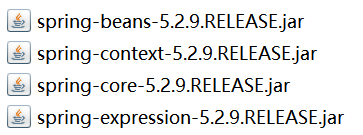 spring-beans-5.2.9.RELEASE.jar
spring-context-5.2.9.RELEASE.jar
spring-core-5.2.9.RELEASE.jar
spring-expression-5.2.9.RELEASE.jar